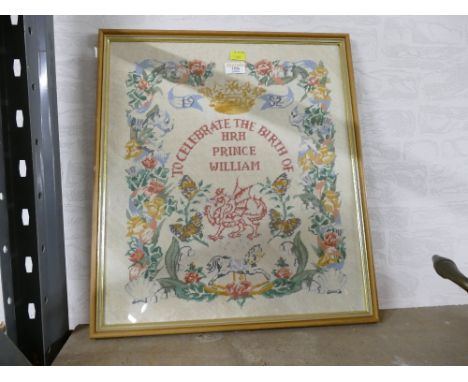 19 82
TO CELEBRATE THE BIRTH OF
HRH
PRINCE
WILLIAM